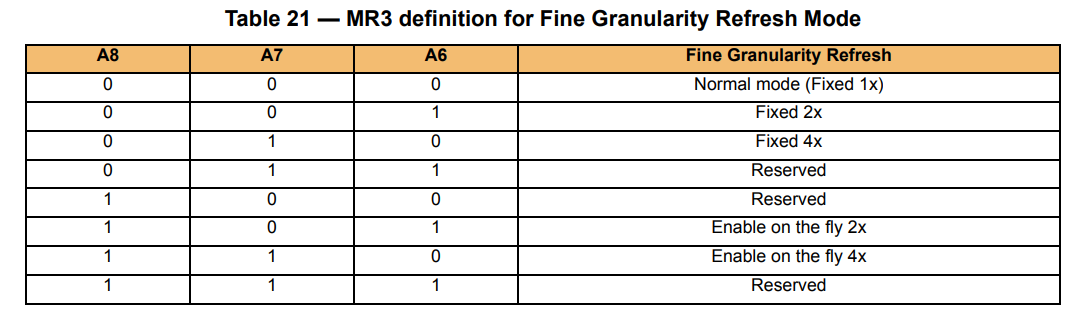 Table 21 — MR3 definition for Fine Granularity Refresh Mode
A8 A7 A6 Fine Granularity Refresh
0 0 0 Normal mode (Fixed 1x)
0 0 1 Fixed 2x
0 1 0 Fixed 4x
0 1 1 Reserved
1 0 0 Reserved
1 0 1 Enable on the fly 2x
1 1 0 Enable on the fly 4x
1 1 1 Reserved